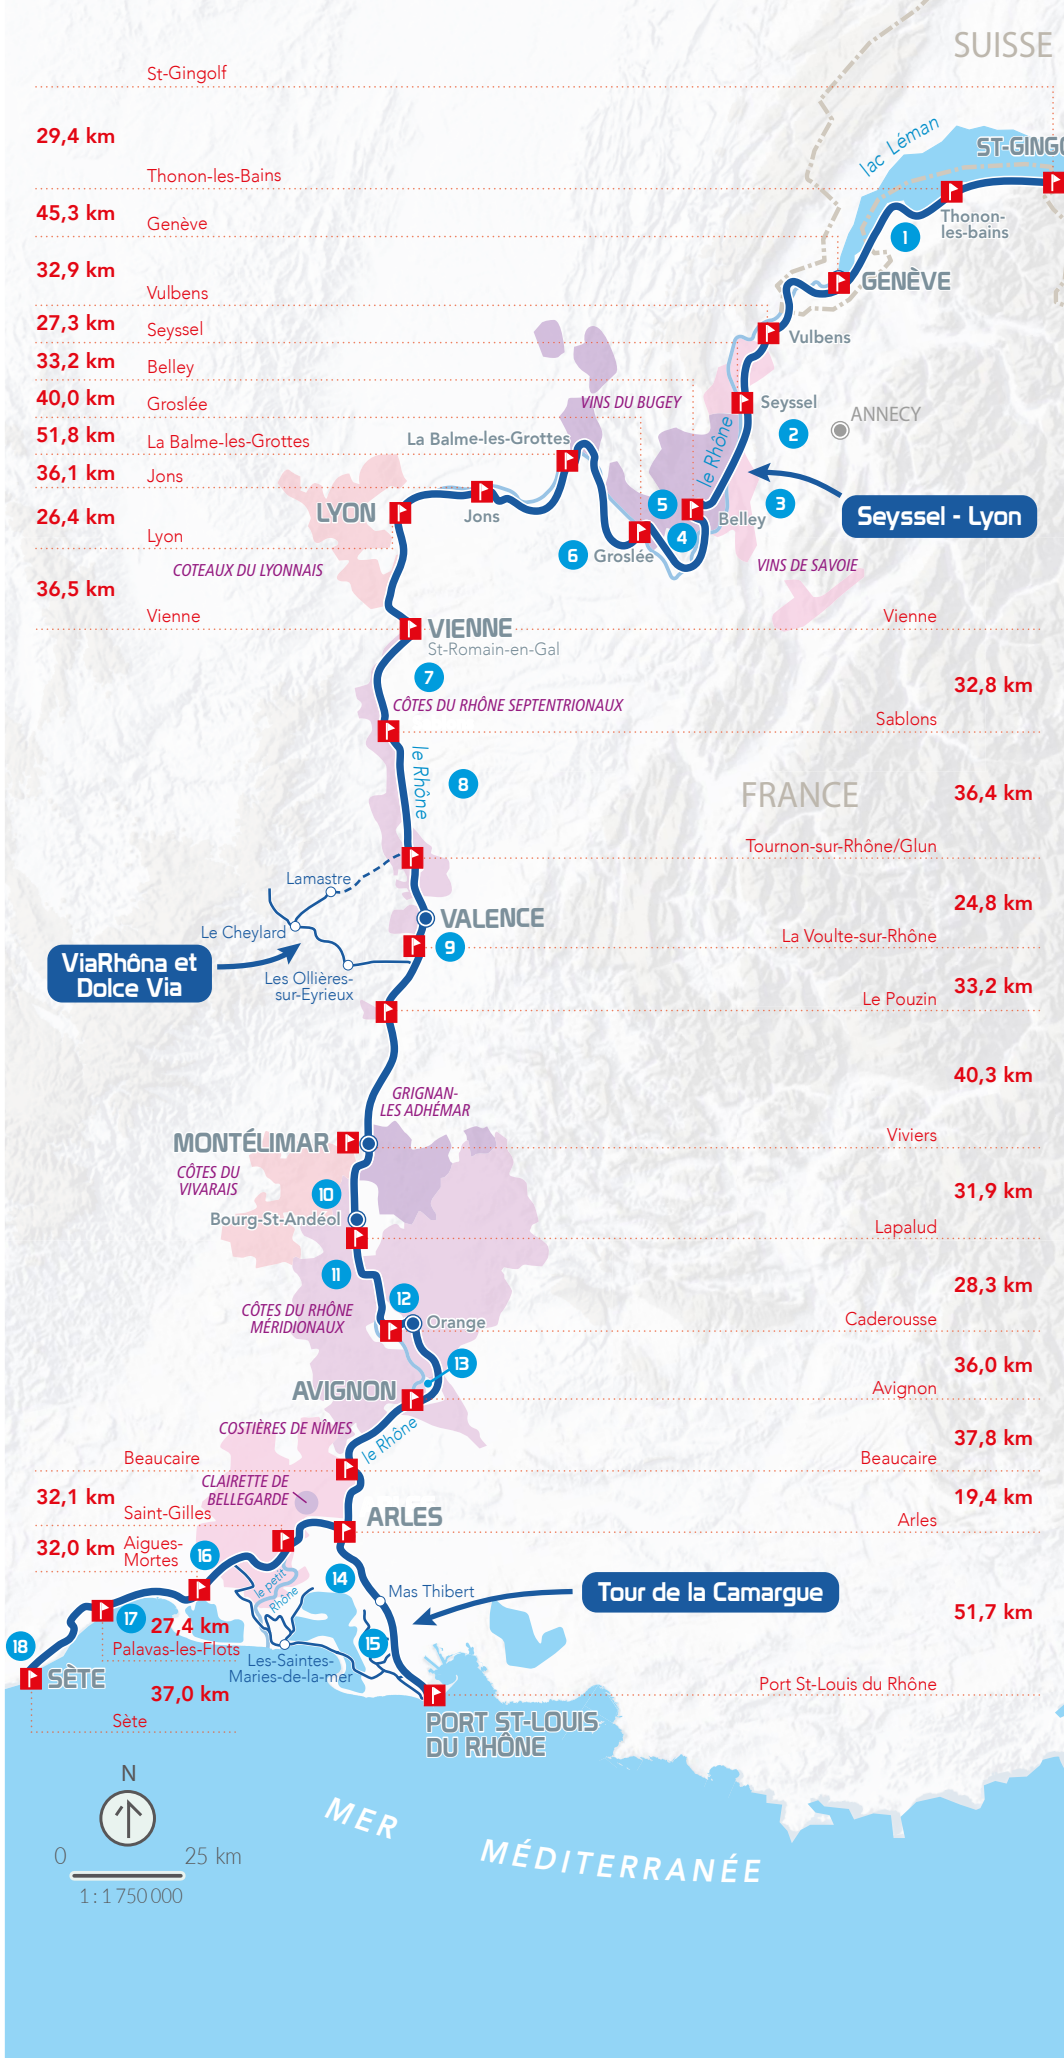 SUISSE
St-Gingolf
29,4 km
lac Léman
ST-GINGO
Thonon-les-Bains
45,3 km
Genève
Thonon-
les-bains
1
32,9 km
GENÈVE
Vulbens
27,3 km
Seyssel
Vulbens
33,2 km
Belley
40,0 km
Groslée
VINS DU BUGEY
Seyssel
ANNECY
51,8 km
La Balme-les-Grottes
La Balme-les-Grottes
2
le Rhône
36,1 km
Jons
26,4 km
LYON
Jons
5
3
Belley
Seyssel - Lyon
Lyon
4
6
Groslée
COTEAUX DU LYONNAIS
VINS DE SAVOIE
36,5 km
Vienne
Vienne
VIENNE
St-Romain-en-Gal
7
32,8 km
CÔTES DU RHÔNE SEPTENTRIONAUX
Sablons
le Rhône
8
FRANCE
36,4 km
Tournon-sur-Rhône/Glun
Lamastre
24,8 km
VALENCE
Le Cheylard
La Voulte-sur-Rhône
9
ViaRhôna et
Dolce Via
Les Ollières-
sur-Eyrieux
33,2 km
Le Pouzin
40,3 km
GRIGNAN-
LES ADHÉMAR
Viviers
MONTÉLIMAR
CÔTES DU
VIVARAIS
10
31,9 km
Bourg-St-Andéol
Lapalud
11
28,3 km
12
CÔTES DU RHÔNE
MÉRIDIONAUX
Orange
Caderousse
13
36,0 km
AVIGNON
Avignon
COSTIÈRES DE NÎMES
le Rhône
37,8 km
Beaucaire
Beaucaire
CLAIRETTE DE
BELLEGARDE
32,1 km
19,4 km
Saint-Gilles
ARLES
Arles
32,0 km
Aigues-
Mortes
16
14
le petit
Rhône
Mas Thibert
Tour de la Camargue
51,7 km
17
27,4 km
18
Palavas-les-Flots
15
Les-Saintes-
Maries-de-la-mer
SÈTE
37,0 km
Port St-Louis du Rhône
Sète
PORT ST-LOUIS
DU RHÔNE
N
MER
MÉDITERRANÉE
0
25 km
1 : 1 750 000